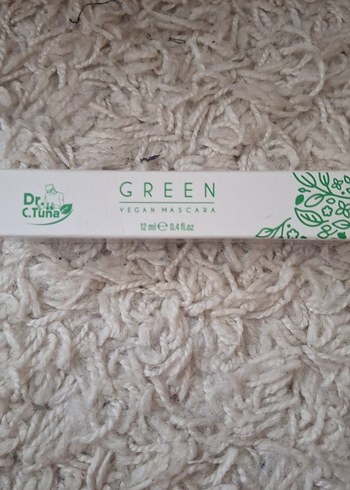 Dr.
C.Tuna
GREEN
VEGAN MASCARA
12 ml ℮ 0.4 fl.oz